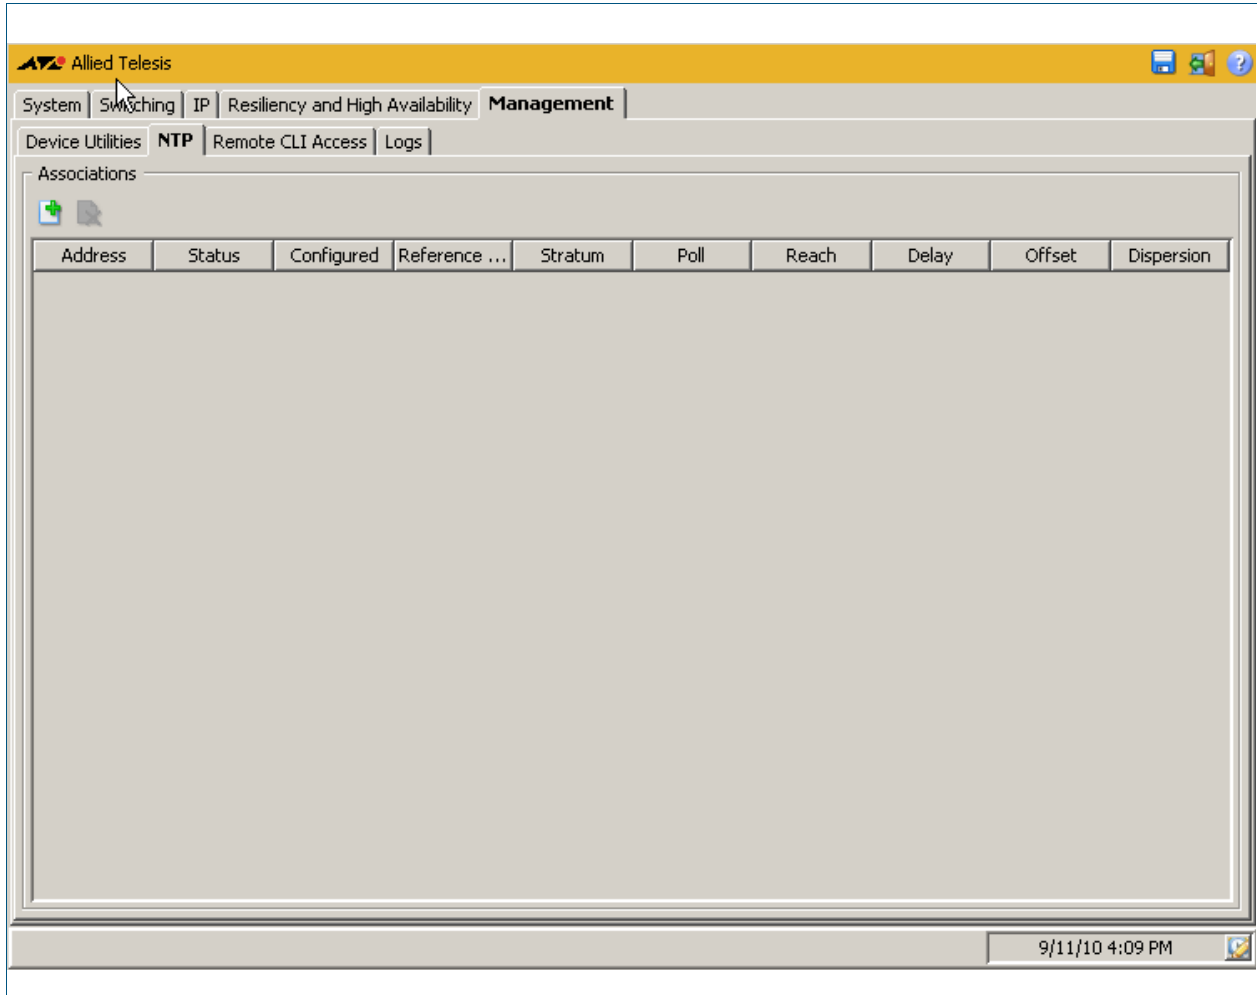 Allied Telesis
System Switching IP Resiliency and High Availability Management
Device Utilities NTP Remote CLI Access Logs
Associations
Address Status Configured Reference ... Stratum Poll Reach Delay Offset Dispersion
9/11/10 4:09 PM